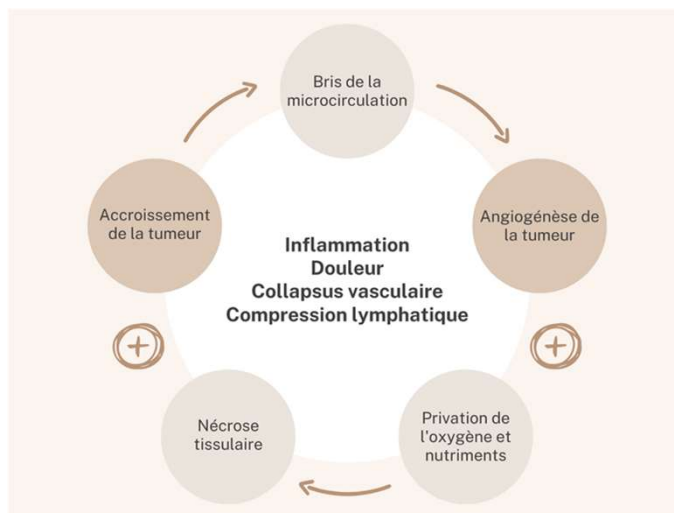 Bris de la
microcirculation
Accroissement
de la tumeur
Angiogénèse de
la tumeur
Inflammation
Douleur
Collapsus vasculaire
Compression lymphatique
+
+
Nécrose
tissulaire
Privation de
l'oxygène et
nutriments